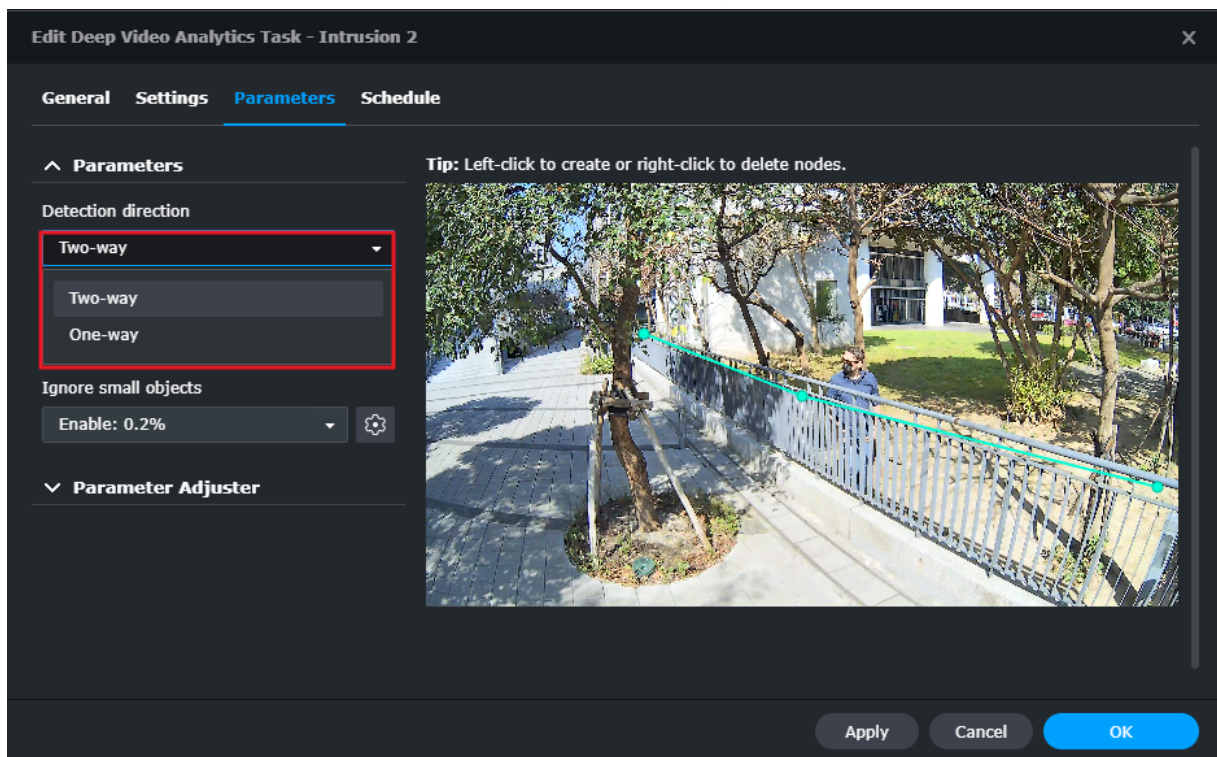 Edit Deep Video Analytics Task - Intrusion 2
General Settings Parameters Schedule
Parameters
Tip: Left-click to create or right-click to delete nodes.
Detection direction
Two-way
Two-way
One-way
Ignore small objects
Enable: 0.2%
Parameter Adjuster
Apply Cancel OK